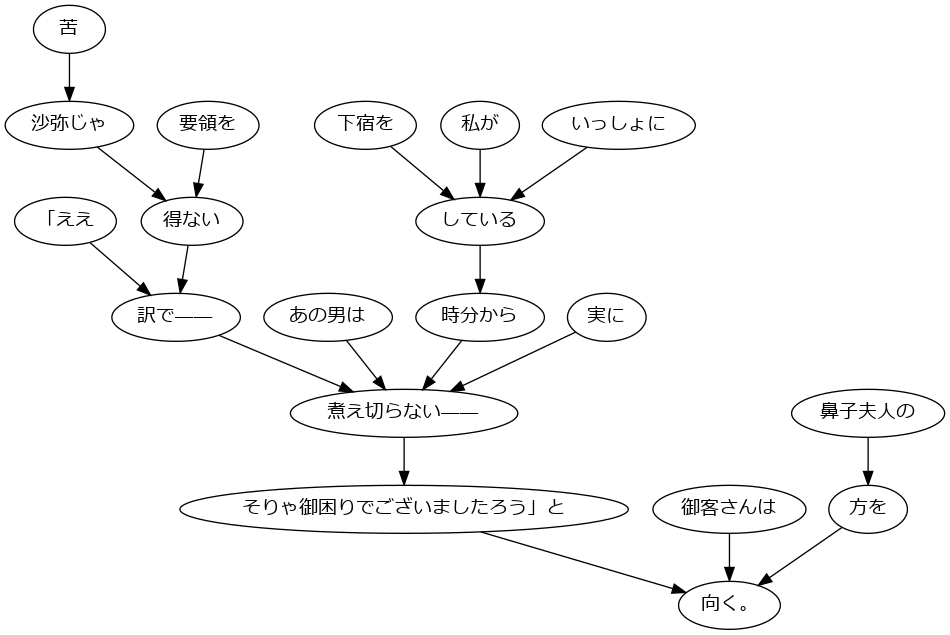 苦
沙弥じゃ
要領を
下宿を
私が
いっしょに
「ええ
得ない
している
訳で――
あの男は
時分から
実に
煮え切らない――
鼻子夫人の
そりゃ御困りでございましたろう」と
御客さんは
方を
向く。